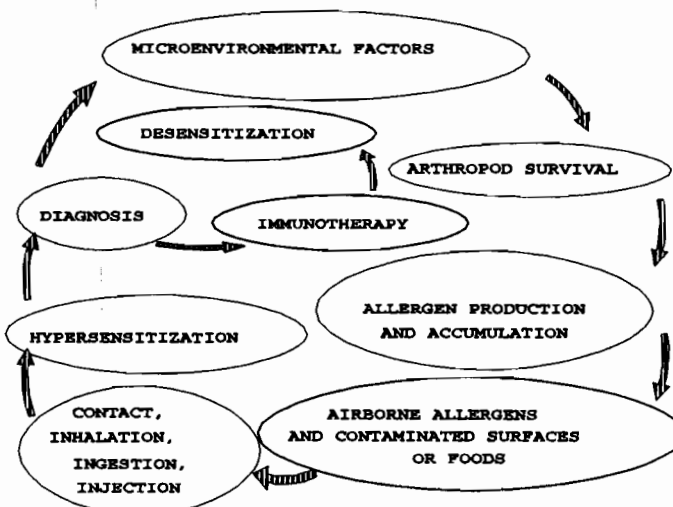 MICROENVIRONMENTAL FACTORS
DESENSITIZATION
ARTHROPOD SURVIVAL
DIAGNOSIS
IMMUNOTHERAPY
ALLERGEN PRODUCTION
AND ACCUMULATION
HYPERSENSITIZATION
CONTACT,
INHALATION,
INGESTION,
INJECTION
AIRBORNE ALLERGENS
AND CONTAMINATED SURFACES
OR FOODS